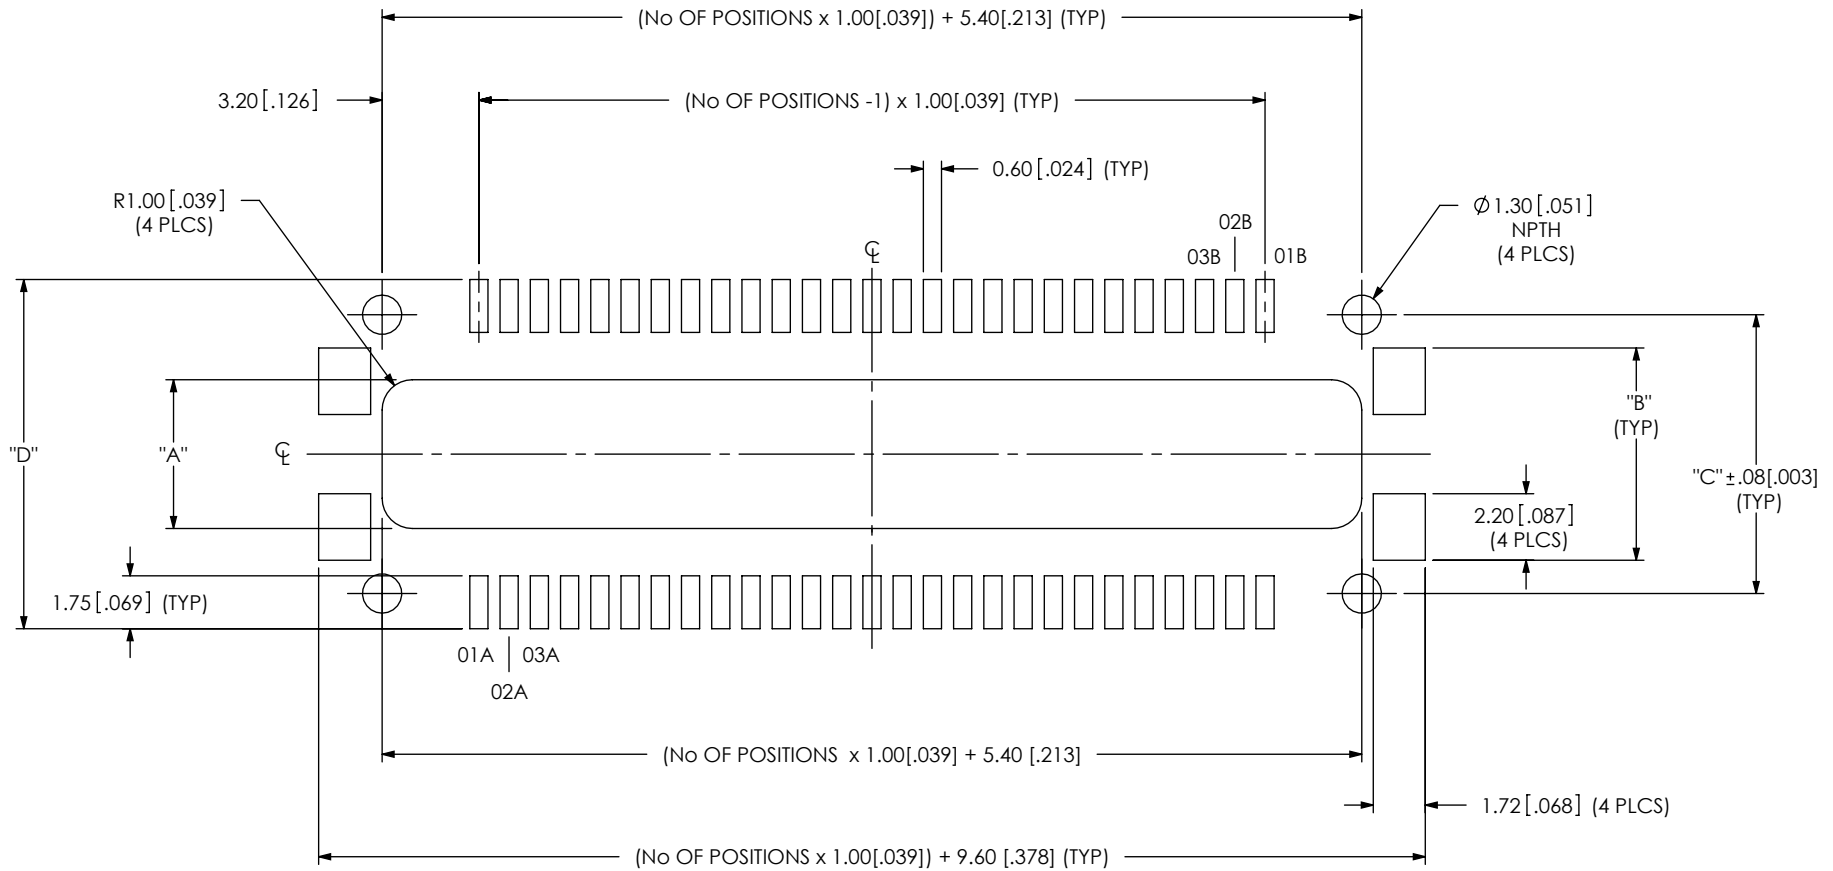 (No OF POSITIONS x 1.00[.039]) + 5.40[.213] (TYP)
3.20[.126]
(No OF POSITIONS -1) x 1.00[.039] (TYP)
0.60[.024] (TYP)
R1.00[.039]
(4 PLCS)
Ø1.30[.051]
NPTH
(4 PLCS)
02B
03B
01B
℄
"D"
"A"
℄
"B"
(TYP)
"C"±.08[.003]
(TYP)
2.20[.087]
(4 PLCS)
1.75[.069] (TYP)
01A
03A
02A
(No OF POSITIONS x 1.00[.039] + 5.40 [.213]
1.72[.068] (4 PLCS)
(No OF POSITIONS x 1.00[.039]) + 9.60 [.378] (TYP)